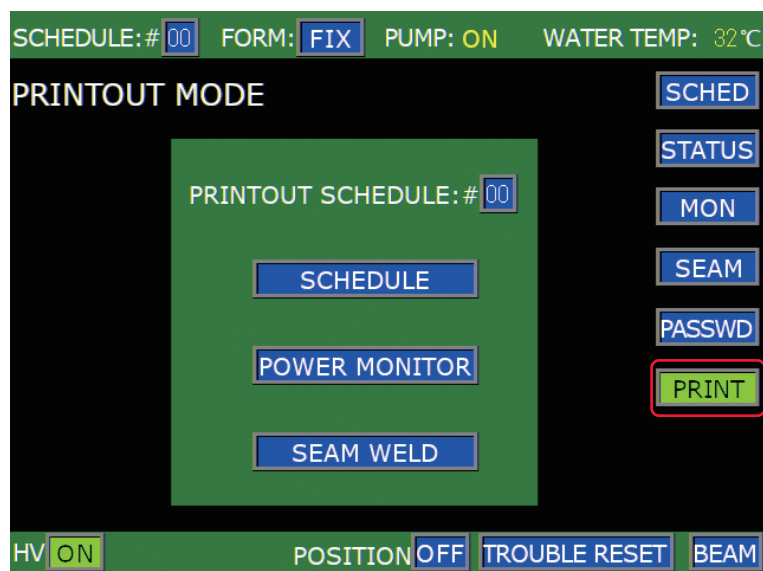 SCHEDULE:#00 FORM: FIX PUMP: ON WATER TEMP: 32℃
PRINTOUT MODE
SCHED
STATUS
PRINTOUT SCHEDULE:#00
MON
SCHEDULE
SEAM
PASSWD
POWER MONITOR
PRINT
SEAM WELD
HV ON POSITION OFF TROUBLE RESET BEAM